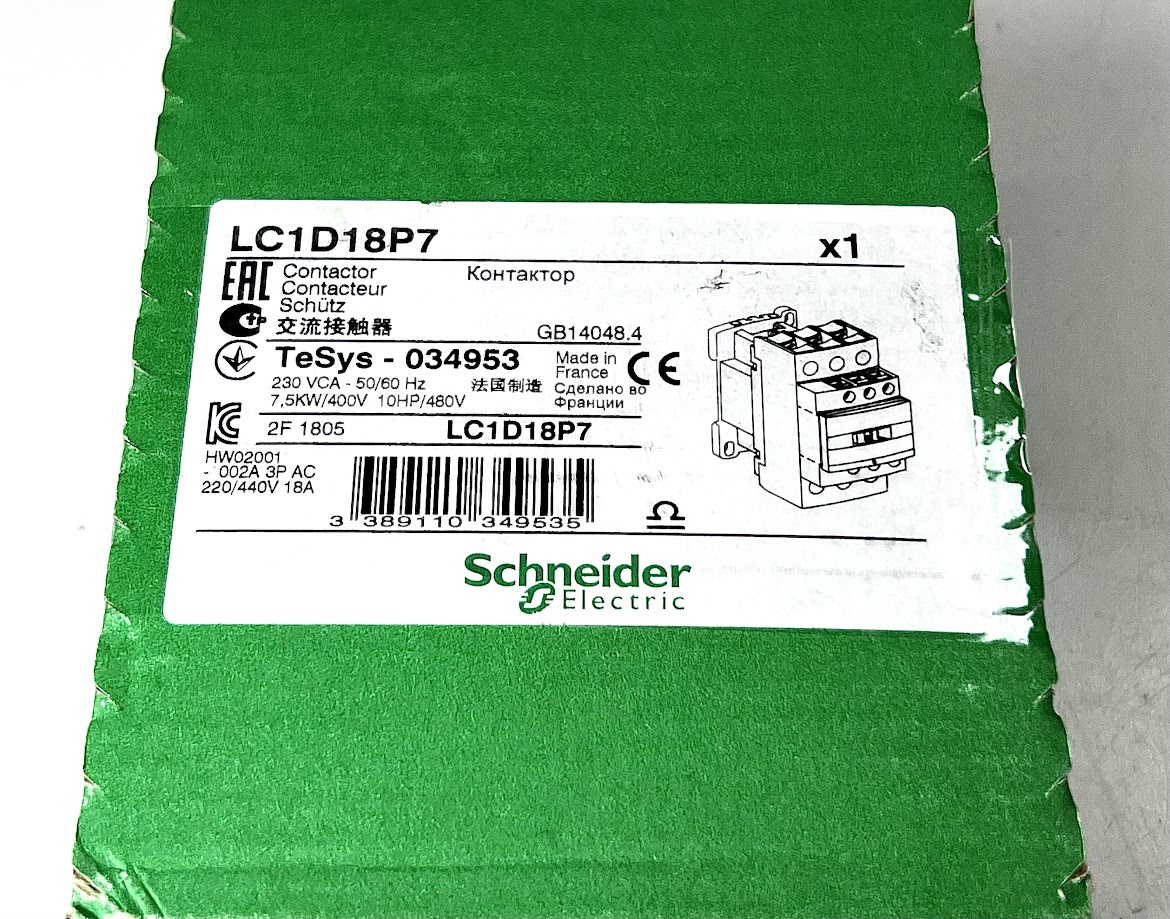 LC1D18P7 x1
EAC Contactor Контактор
Contacteur
Schütz
交流接触器 GB14048.4
TeSys - 034953 Made in France CE
230 VCA - 50/60 Hz 法国制造 Сделано во
7,5KW/400V 10HP/480V Франции
2F 1805 LC1D18P7
HW02001
- 002A 3P AC
220/440V 18A
3 389110 349535
Schneider
Electric